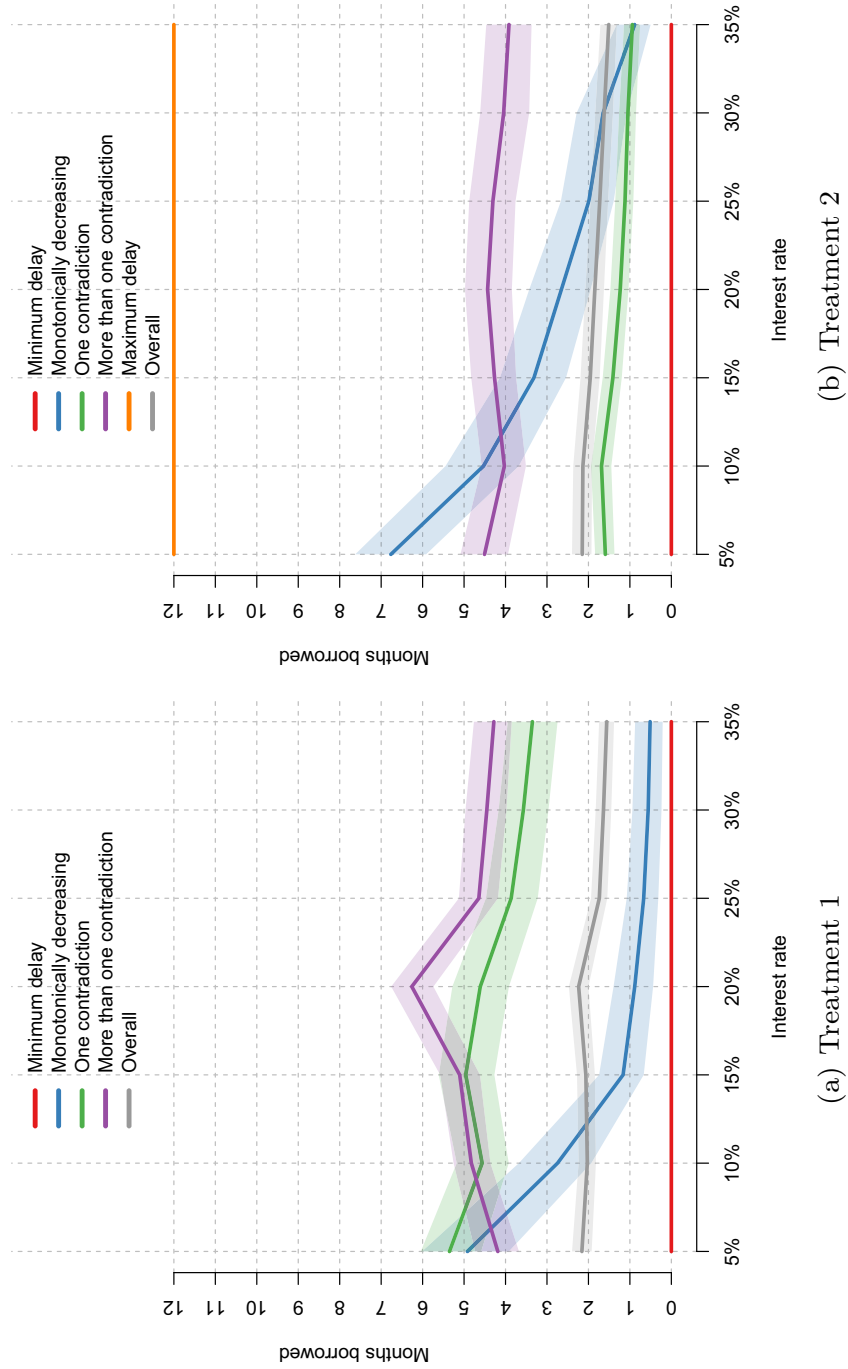 Minimum delay
Monotonically decreasing
One contradiction
More than one contradiction
Overall
Months borrowed
12
11
10
9
8
7
6
5
4
3
2
1
0
5% 10% 15% 20% 25% 30% 35%
Interest rate
(a) Treatment 1
Minimum delay
Monotonically decreasing
One contradiction
More than one contradiction
Maximum delay
Overall
Months borrowed
12
11
10
9
8
7
6
5
4
3
2
1
0
5% 10% 15% 20% 25% 30% 35%
Interest rate
(b) Treatment 2